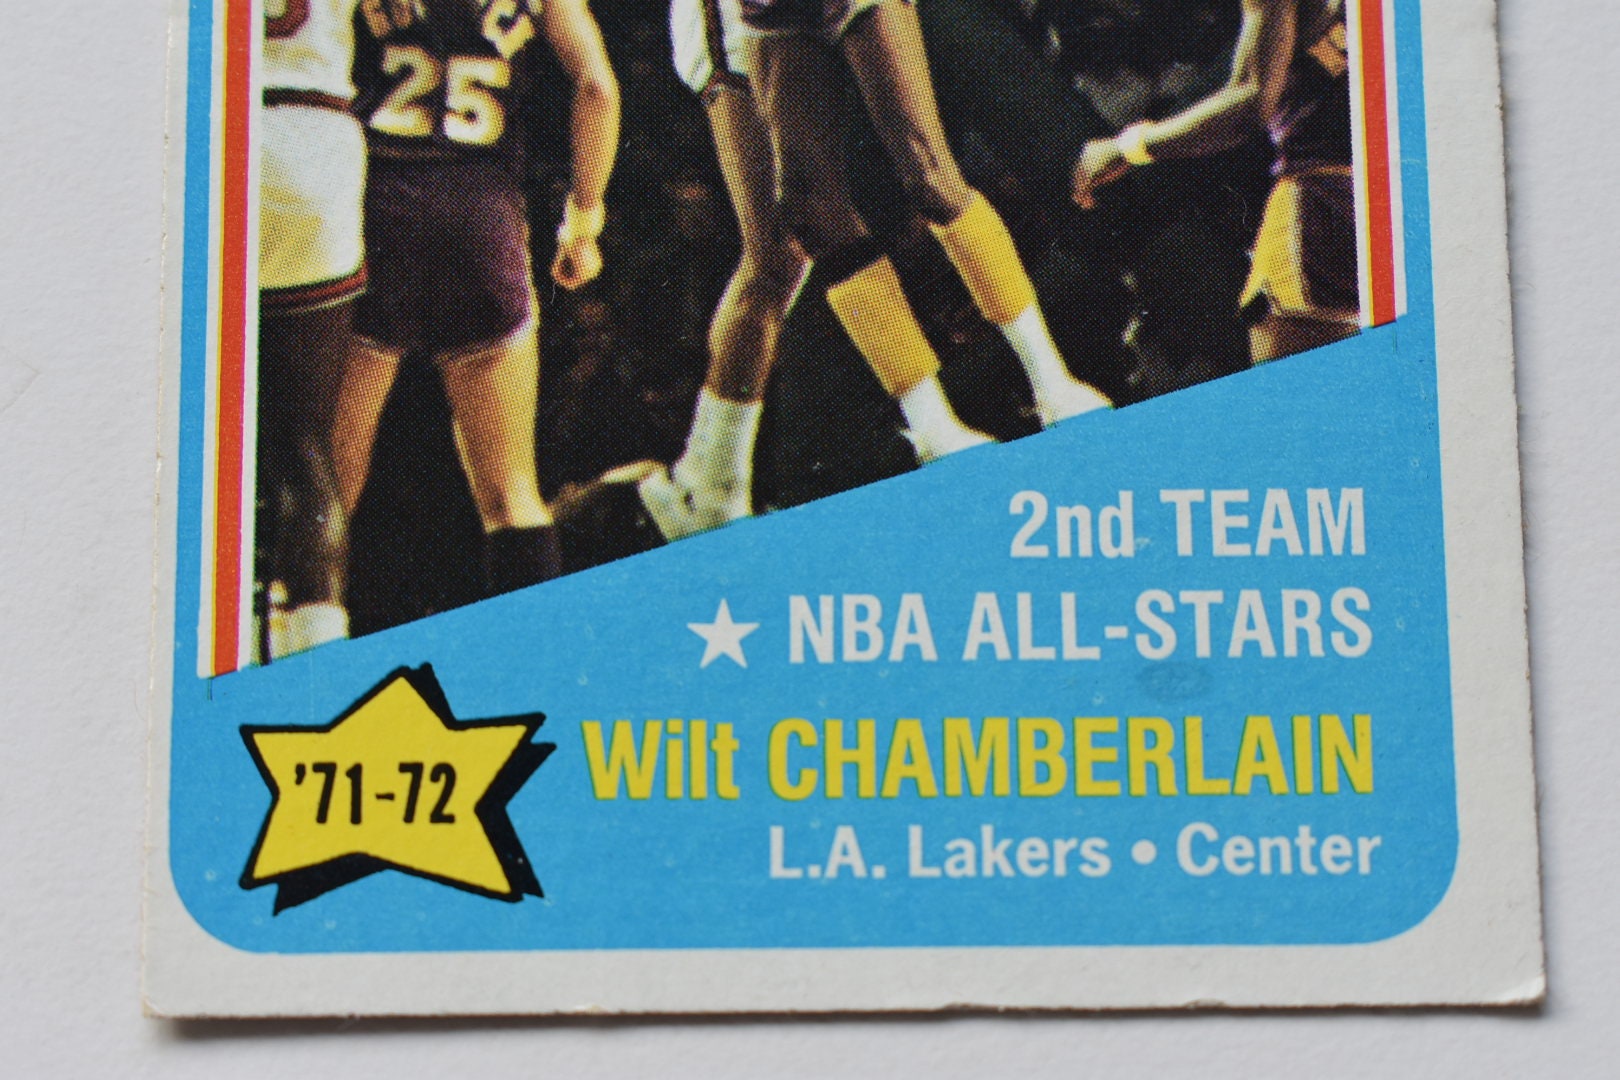 25
2nd TEAM
★ NBA ALL-STARS
'71-72
Wilt CHAMBERLAIN
L.A. Lakers • Center